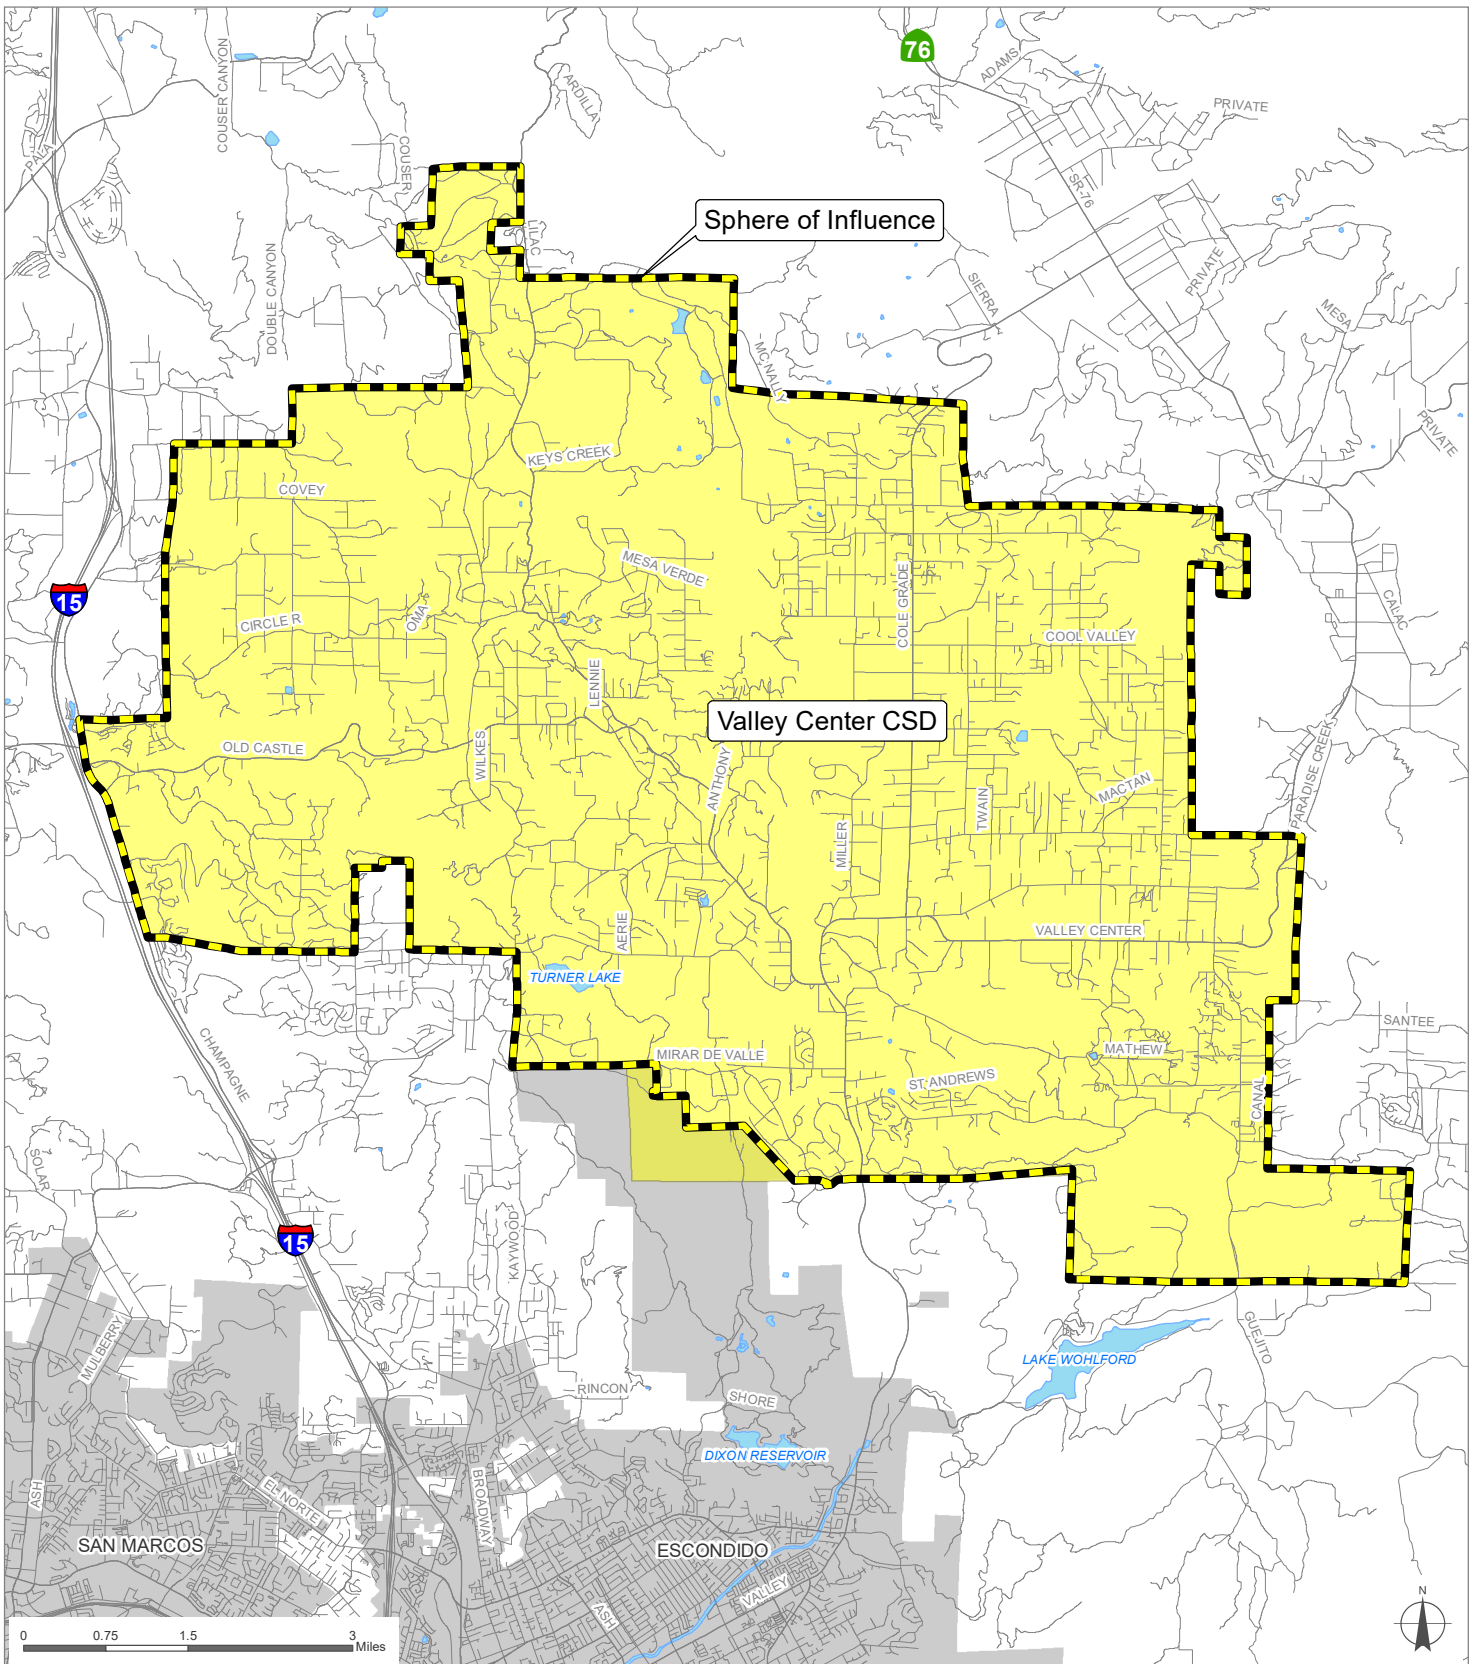 76
ADAMS
PRIVATE
COUSER CANYON
ARDILLA
PALA
COUSER
SR-76
Sphere of Influence
LILAC
DOUBLE CANYON
SIERRA
PRIVATE
MESA
MC NALLY
PRIVATE
KEYS CREEK
COVEY
MESA VERDE
COLE GRADE
15
CIRCLE R
OMA
COOL VALLEY
CALAC
LENNIE
Valley Center CSD
OLD CASTLE
WILKES
ANTHONY
MACTAN
TWAIN
PARADISE CREEK
MILLER
AERIE
VALLEY CENTER
TURNER LAKE
SANTEE
MIRAR DE VALLE
MATHEW
CHAMPAGNE
ST. ANDREWS
CANAL
SOLAR
KAYWOOD
15
MULBERRY
GUEJITO
LAKE WOHLFORD
RINCON
SHORE
DIXON RESERVOIR
ASH
EL NORTE
BROADWAY
SAN MARCOS
ESCONDIDO
VALLEY
ASH
N
0 0.75 1.5 3
Miles